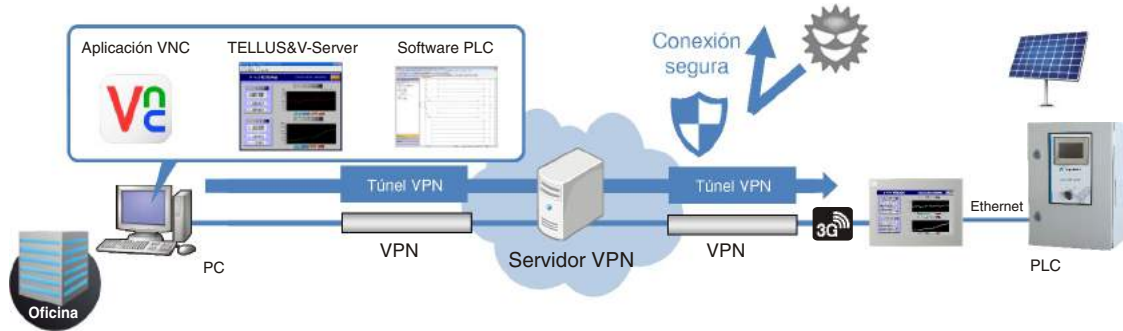 Aplicación VNC
TELLUS&V-Server
Software PLC
Vnc
Conexión
segura
Túnel VPN
Túnel VPN
VPN
VPN
Servidor VPN
3G
Ethernet
PC
PLC
Oficina